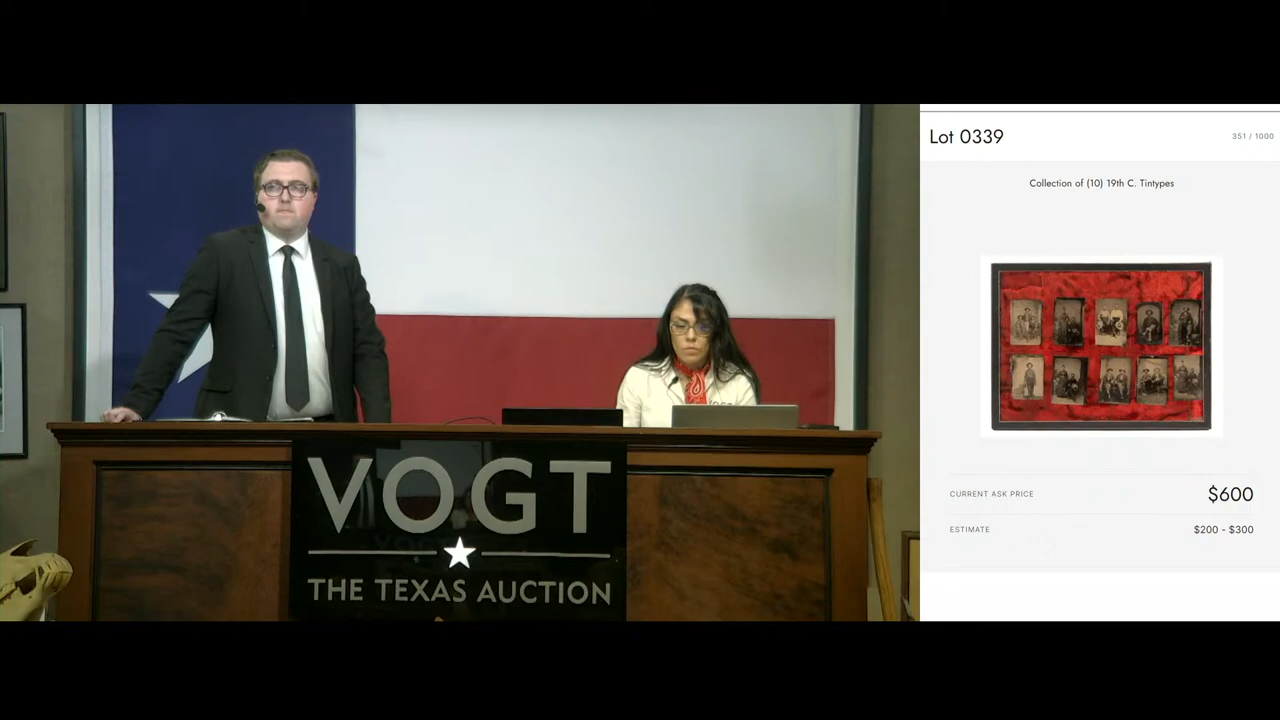 VOGT
THE TEXAS AUCTION
Lot 0339
351 / 1000
Collection of (10) 19th C. Tintypes
CURRENT ASK PRICE
$600
ESTIMATE
$200 - $300